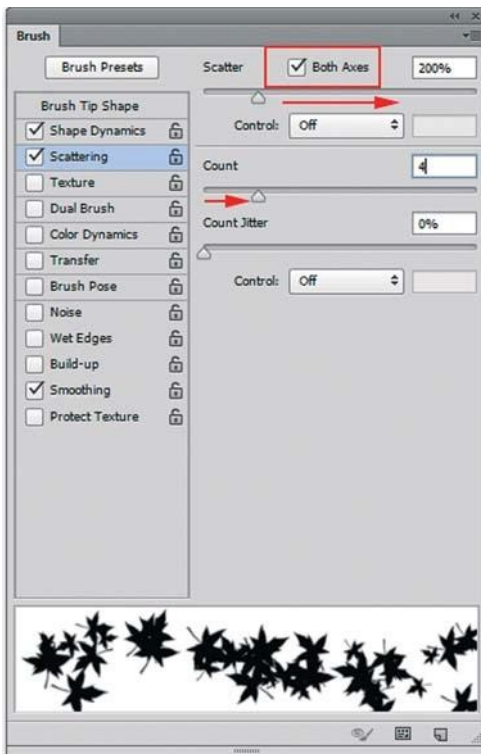 Brush
Brush Presets
Scatter Both Axes 200%
Brush Tip Shape
Shape Dynamics
Control: Off
Scattering
Count 4
Texture
Dual Brush
Count Jitter 0%
Color Dynamics
Transfer
Brush Pose
Control: Off
Noise
Wet Edges
Build-up
Smoothing
Protect Texture